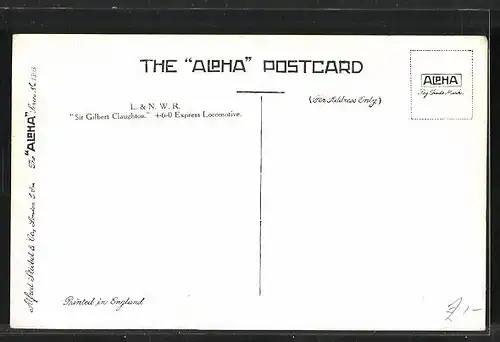 THE "ALPHA" POSTCARD
L. & N. W. R.
"Sir Gilbert Claughton." 4-6-0 Express Locomotive.
(For Address Only.)
ALPHA
Reg. Trade Mark.
The "ALPHA"
Alfred Stiebel & Co., London E.C.
Printed in England